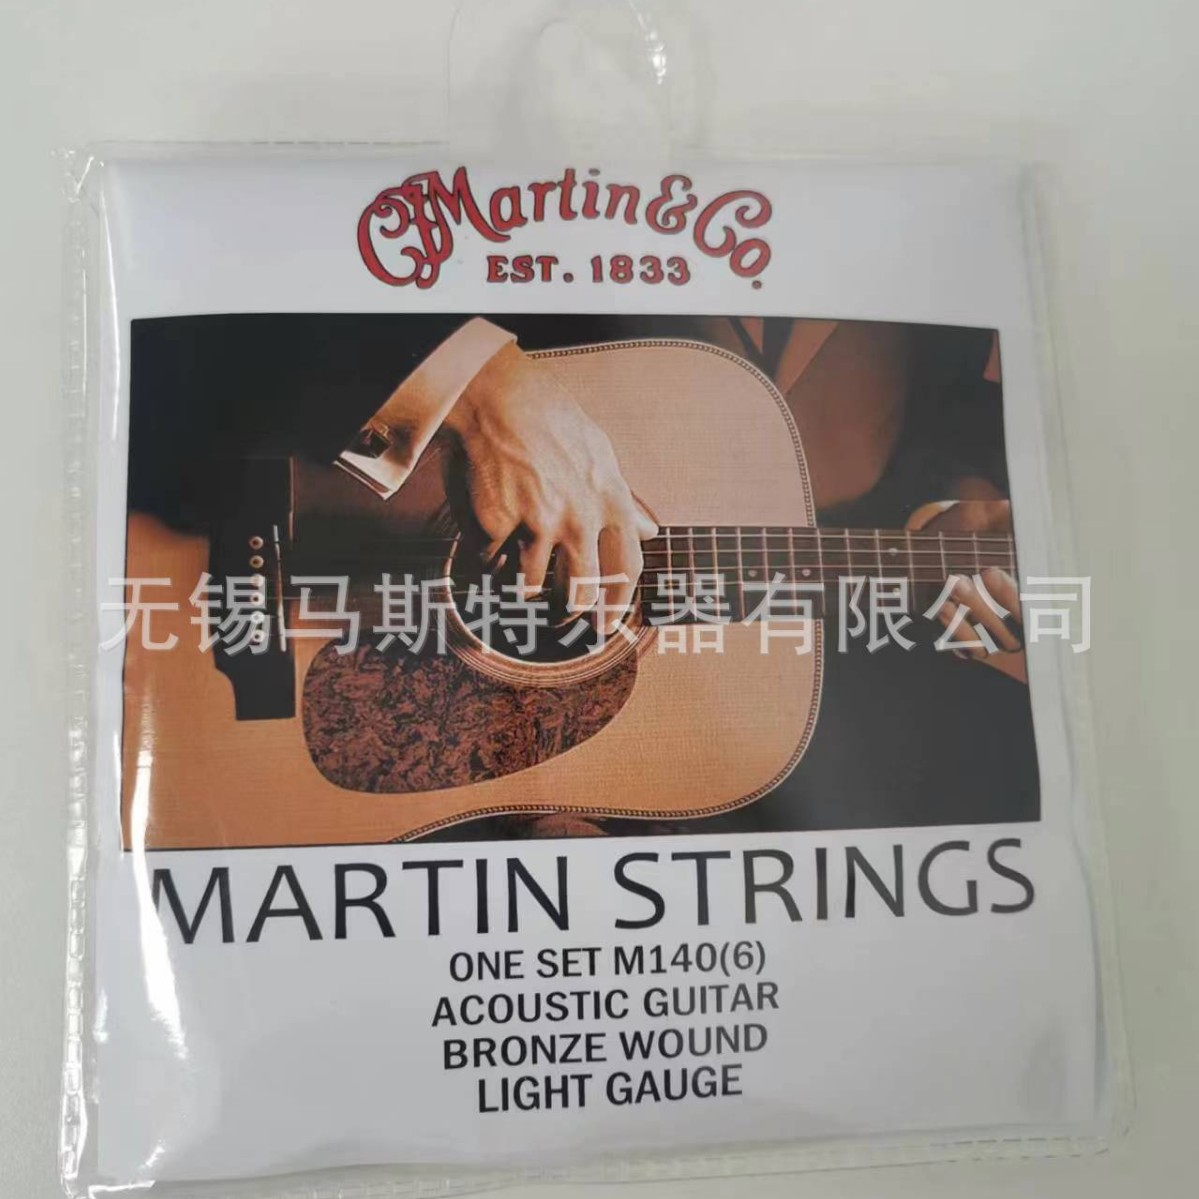 CFMartin & Co.
EST. 1833
无锡马斯特乐器有限公司
MARTIN STRINGS
ONE SET M140(6)
ACOUSTIC GUITAR
BRONZE WOUND
LIGHT GAUGE